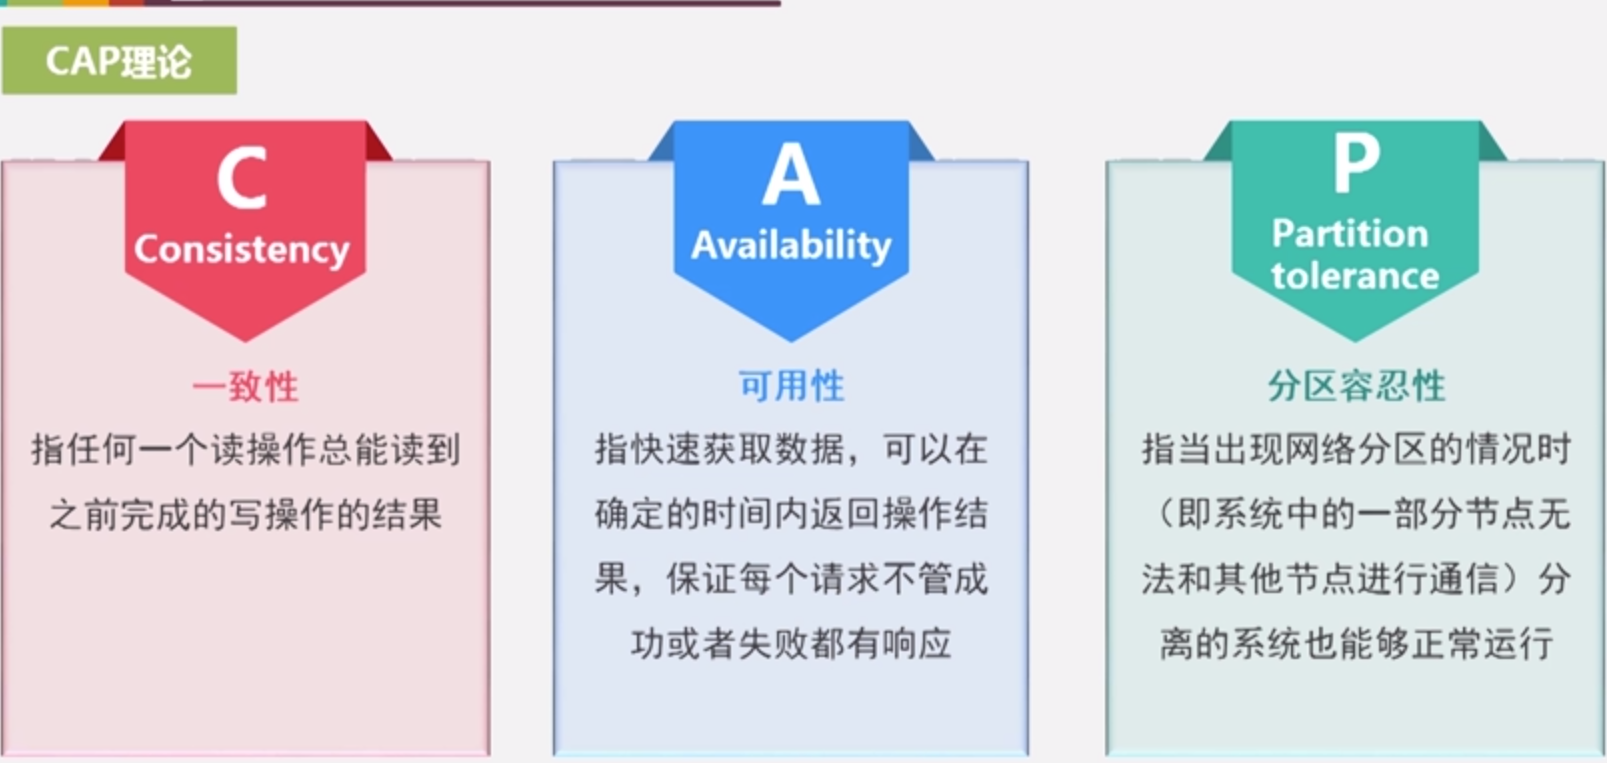 CAP理论
C
Consistency
一致性
指任何一个读操作总能读到
之前完成的写操作的结果
A
Availability
可用性
指快速获取数据，可以在
确定的时间内返回操作结
果，保证每个请求不管成
功或者失败都有响应
P
Partition
tolerance
分区容忍性
指当出现网络分区的情况时
（即系统中的一部分节点无
法和其他节点进行通信）分
离的系统也能够正常运行